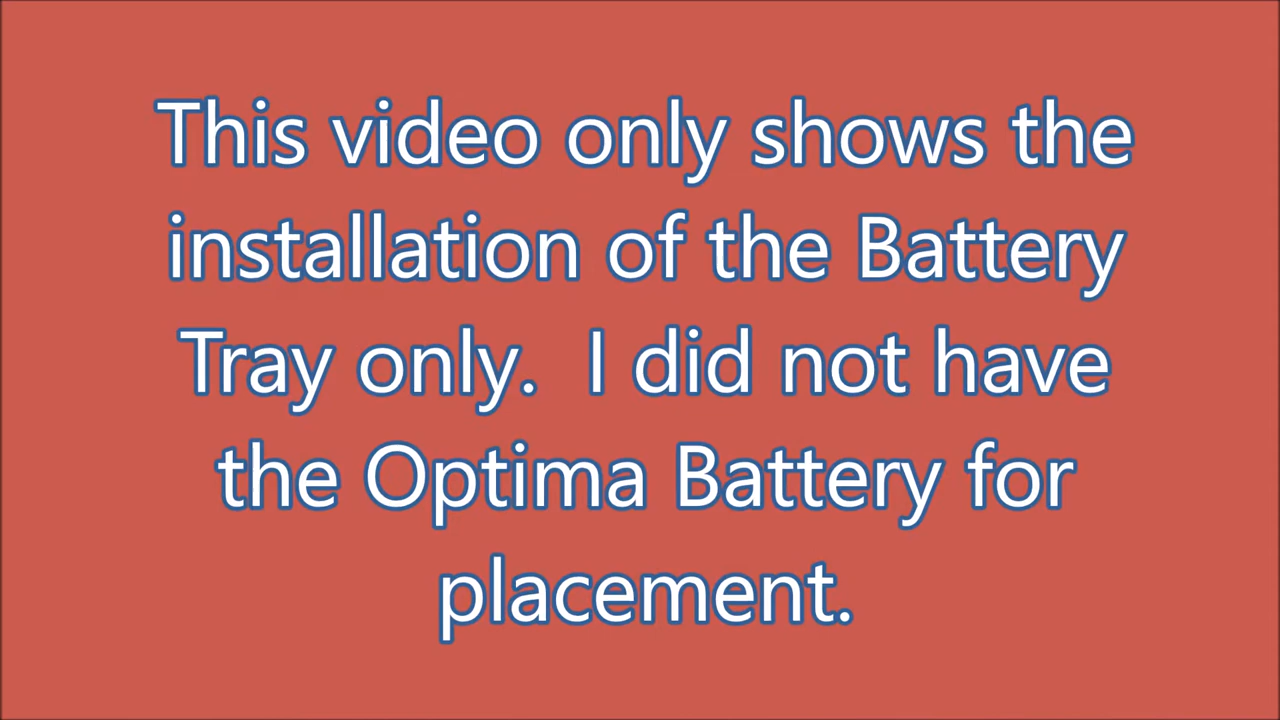 This video only shows the
installation of the Battery
Tray only.  I did not have
the Optima Battery for
placement.